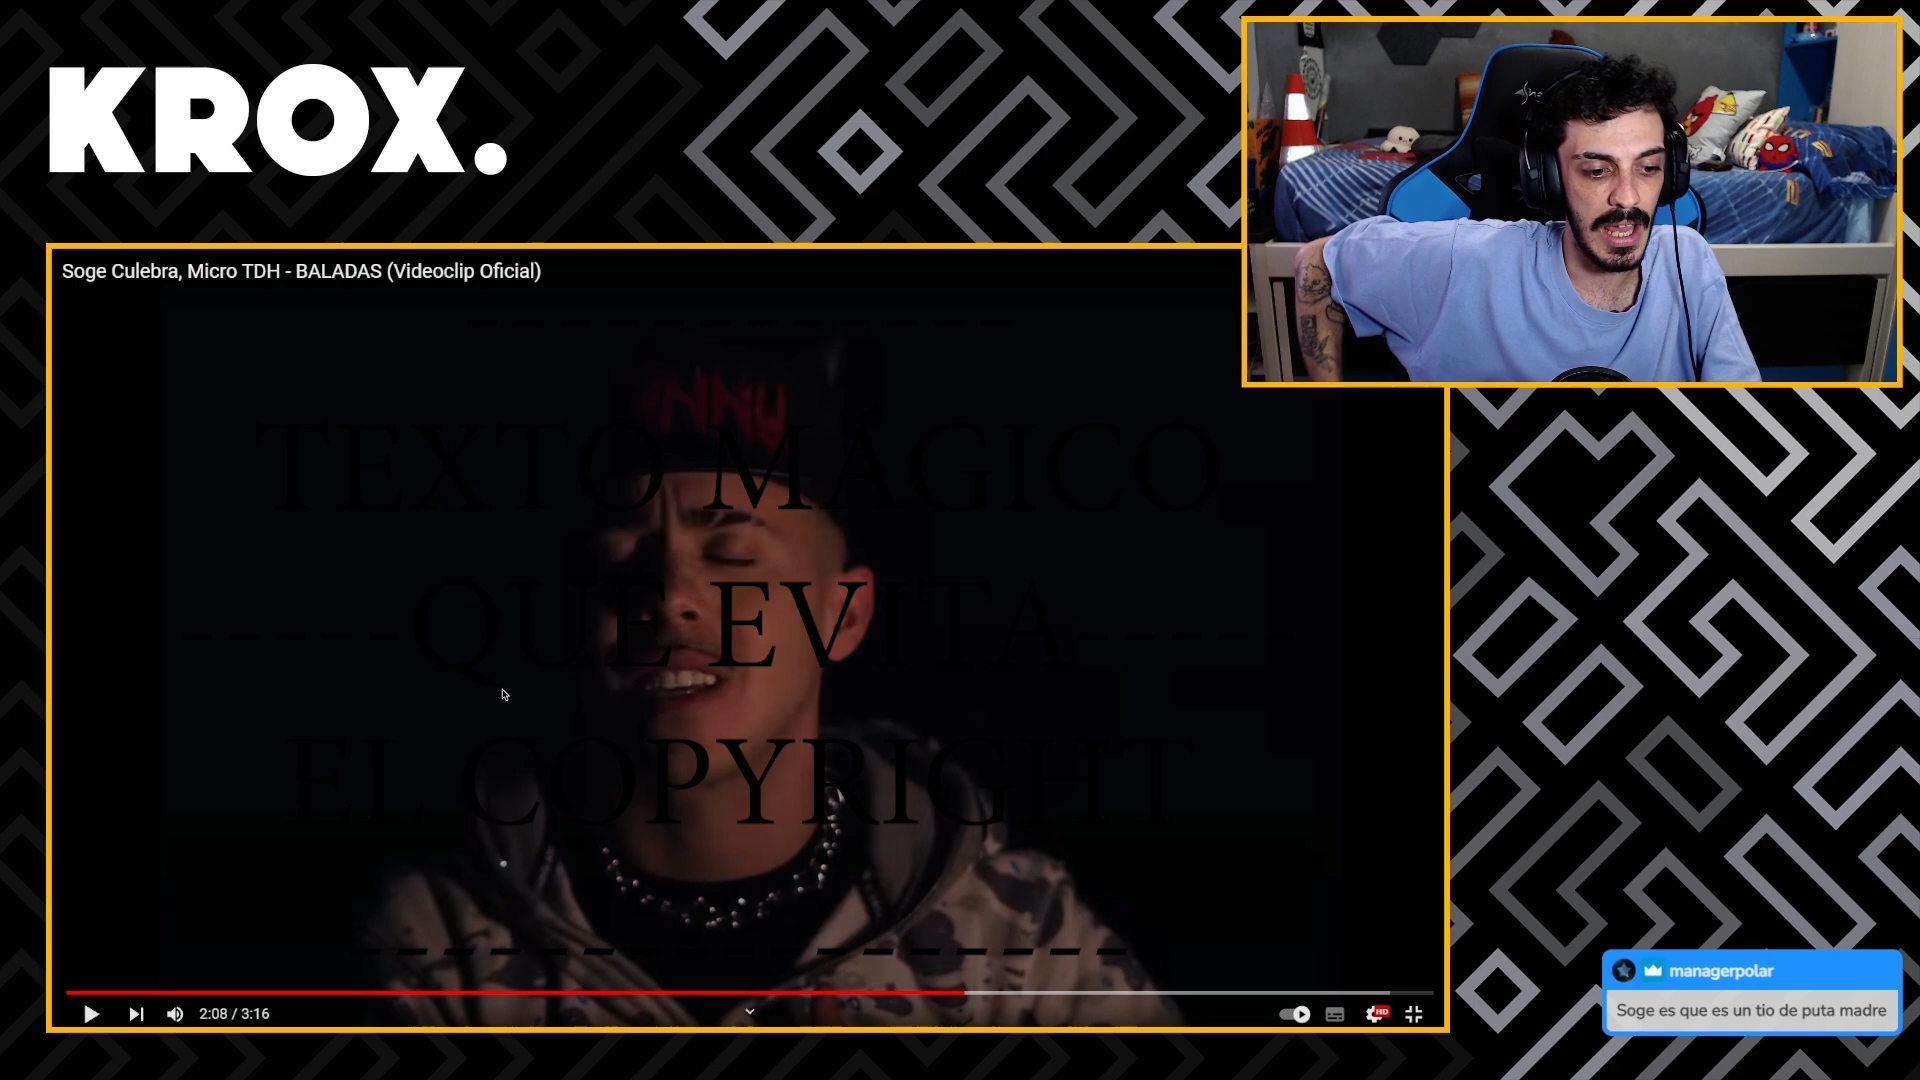 KROX.
Soge Culebra, Micro TDH - BALADAS (Videoclip Oficial)
TEXTO MÁGICO
-----QUE EVITA-----
EL COPYRIGHT
2:08 / 3:16
HD
managerpolar
Soge es que es un tio de puta madre